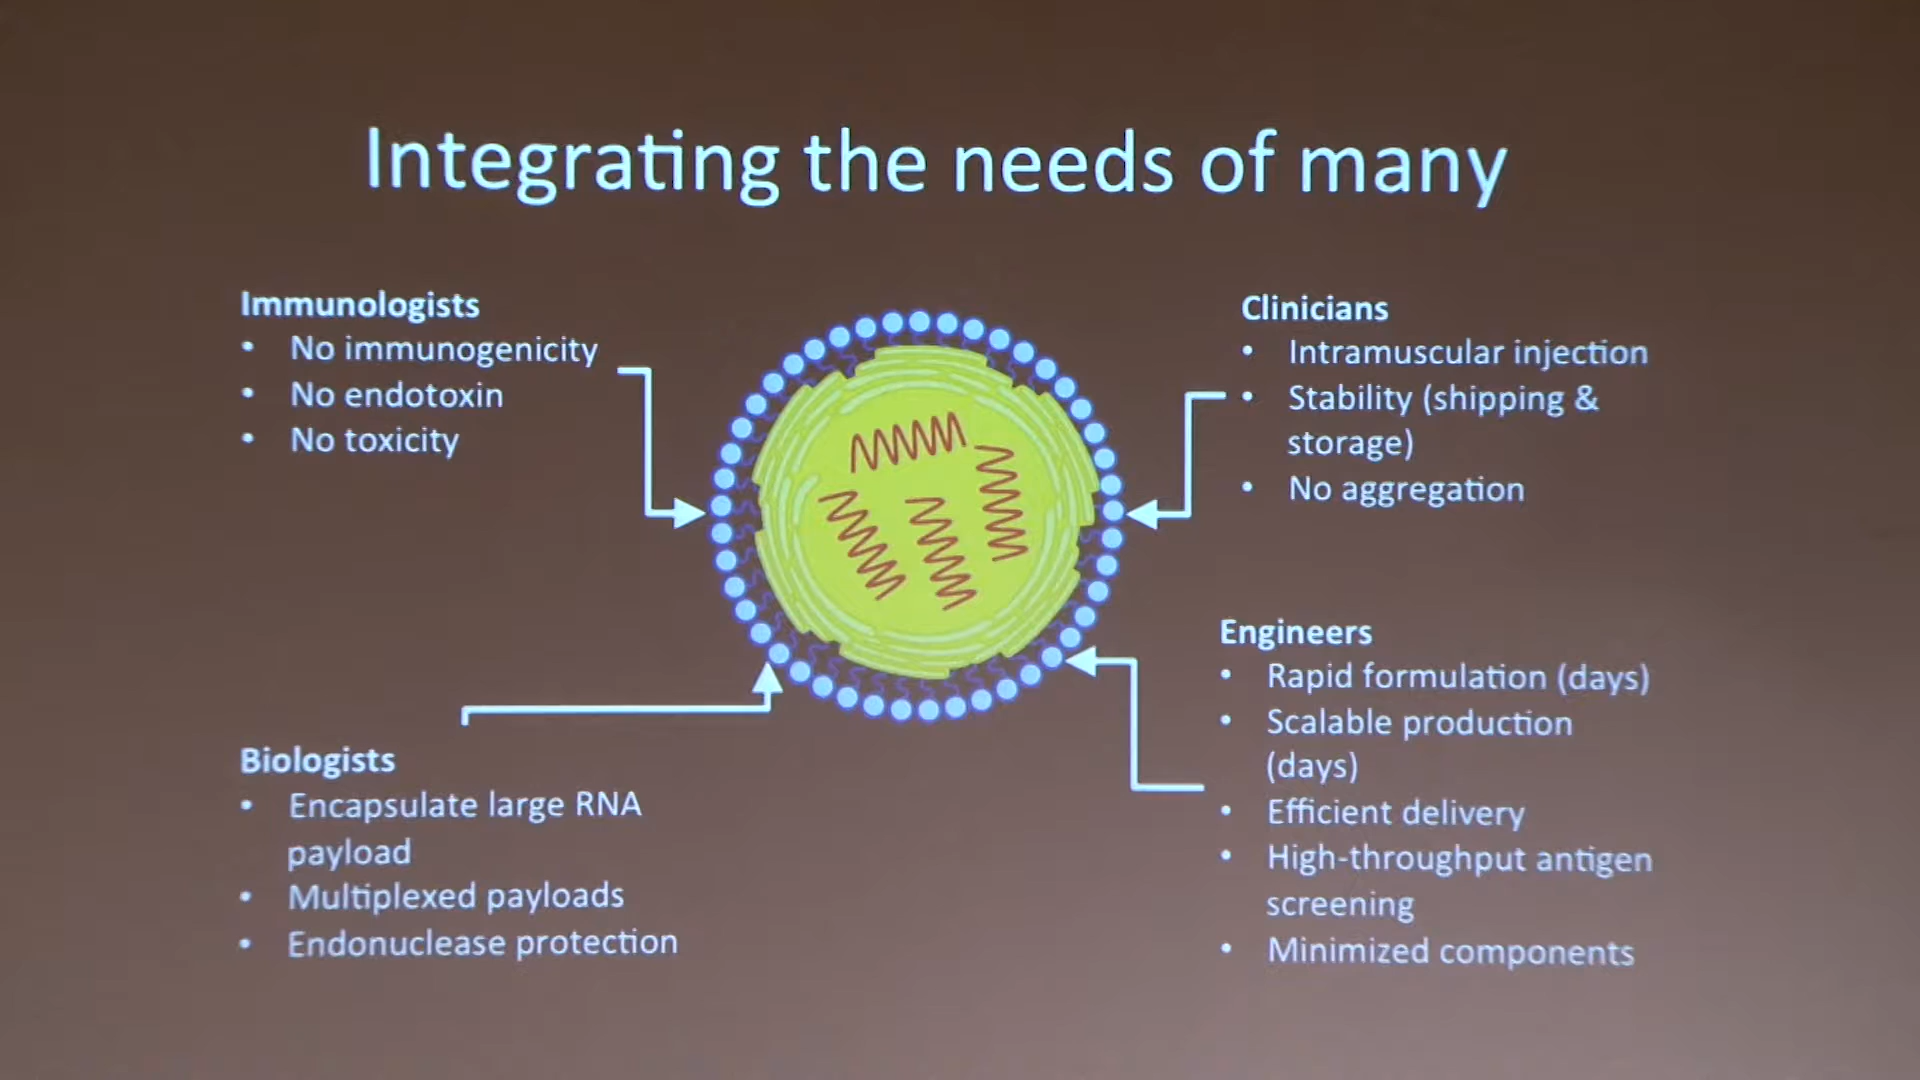 Integrating the needs of many
Immunologists
• No immunogenicity
• No endotoxin
• No toxicity
Clinicians
• Intramuscular injection
• Stability (shipping &
storage)
• No aggregation
Biologists
• Encapsulate large RNA
payload
• Multiplexed payloads
• Endonuclease protection
Engineers
• Rapid formulation (days)
• Scalable production
(days)
• Efficient delivery
• High-throughput antigen
screening
• Minimized components